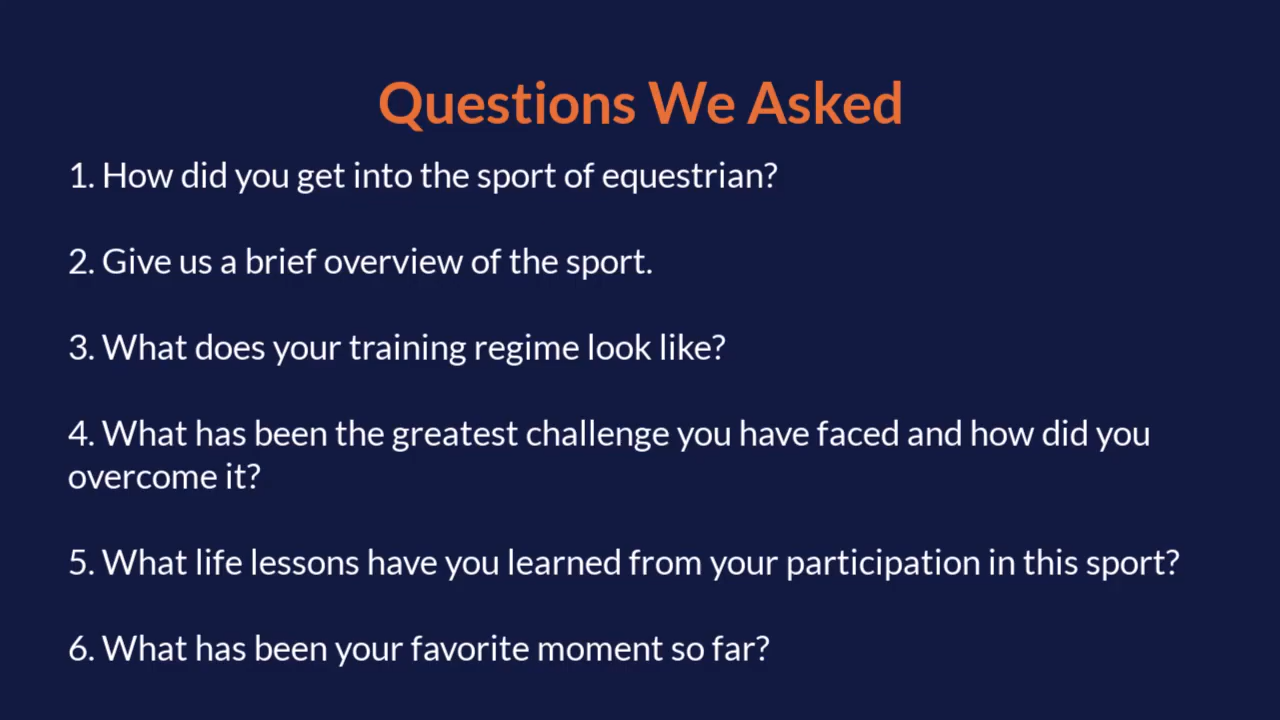 Questions We Asked
1. How did you get into the sport of equestrian?
2. Give us a brief overview of the sport.
3. What does your training regime look like?
4. What has been the greatest challenge you have faced and how did you
overcome it?
5. What life lessons have you learned from your participation in this sport?
6. What has been your favorite moment so far?